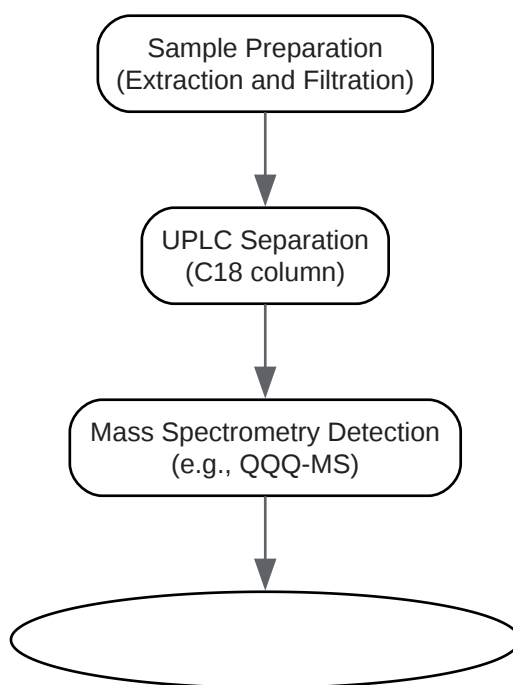 Sample Preparation
(Extraction and Filtration)
UPLC Separation
(C18 column)
Mass Spectrometry Detection
(e.g., QQQ-MS)